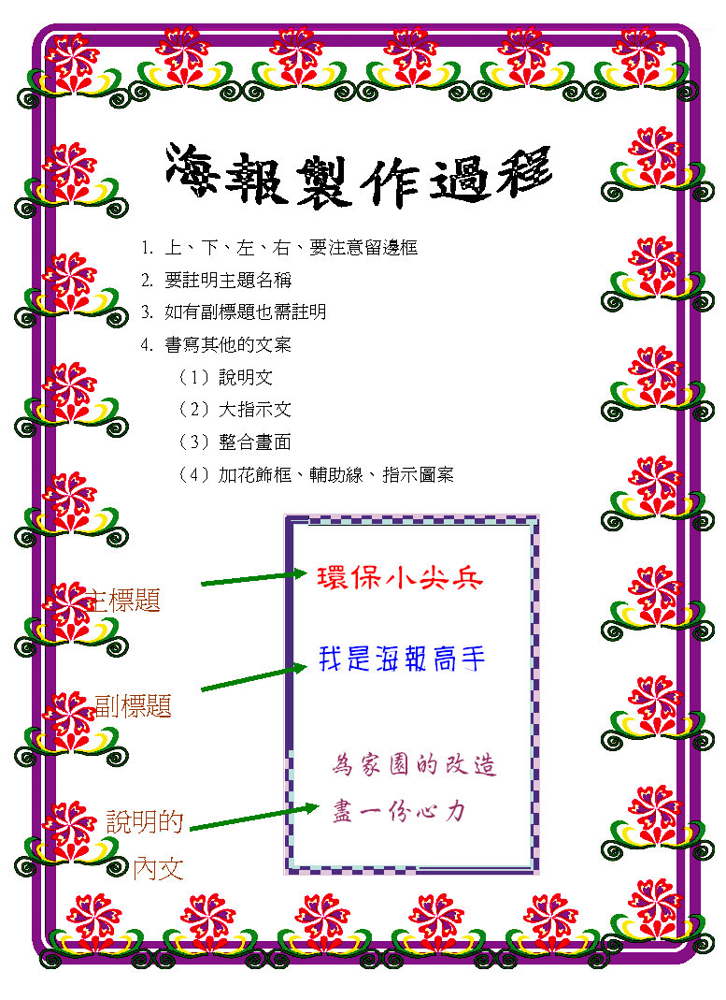 海報製作過程
1. 上、下、左、右、要注意留邊框
2. 要註明主題名稱
3. 如有副標題也需註明
4. 書寫其他的文案
（1）說明文
（2）大指示文
（3）整合畫面
（4）加花飾框、輔助線、指示圖案
主標題
環保小尖兵
副標題
我是海報高手
說明的
內文
為家園的改造
盡一份心力